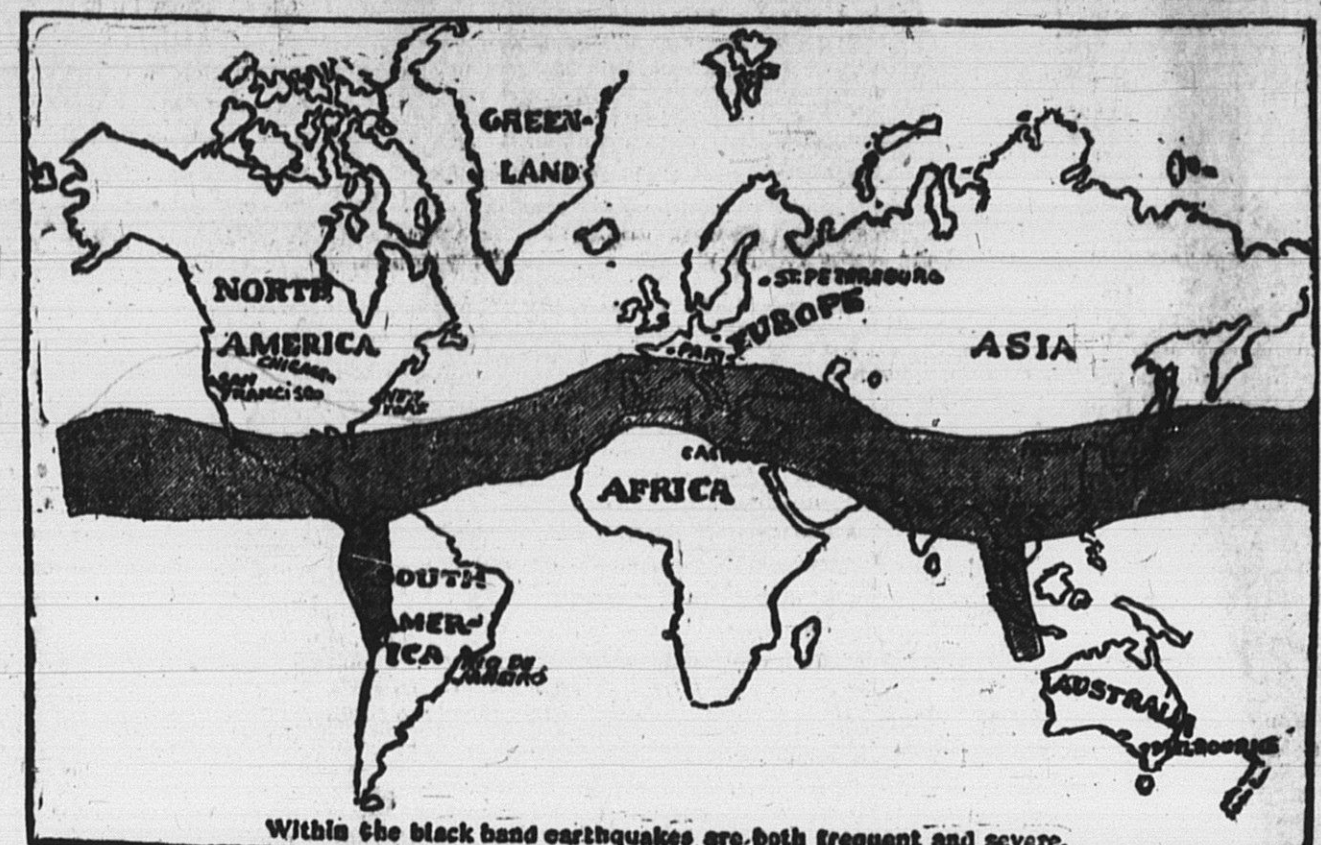 GREEN-
LAND
NORTH
AMERICA
CHICAGO
SAN
FRANCISCO
NEW
YORK
ST. PETERSBURG
EUROPE
PARIS
ASIA
AFRICA
SOUTH
AMER-
ICA
RIO DE
JANEIRO
AUSTRALIA
MELBOURNE
Within the black band earthquakes are both frequent and severe.